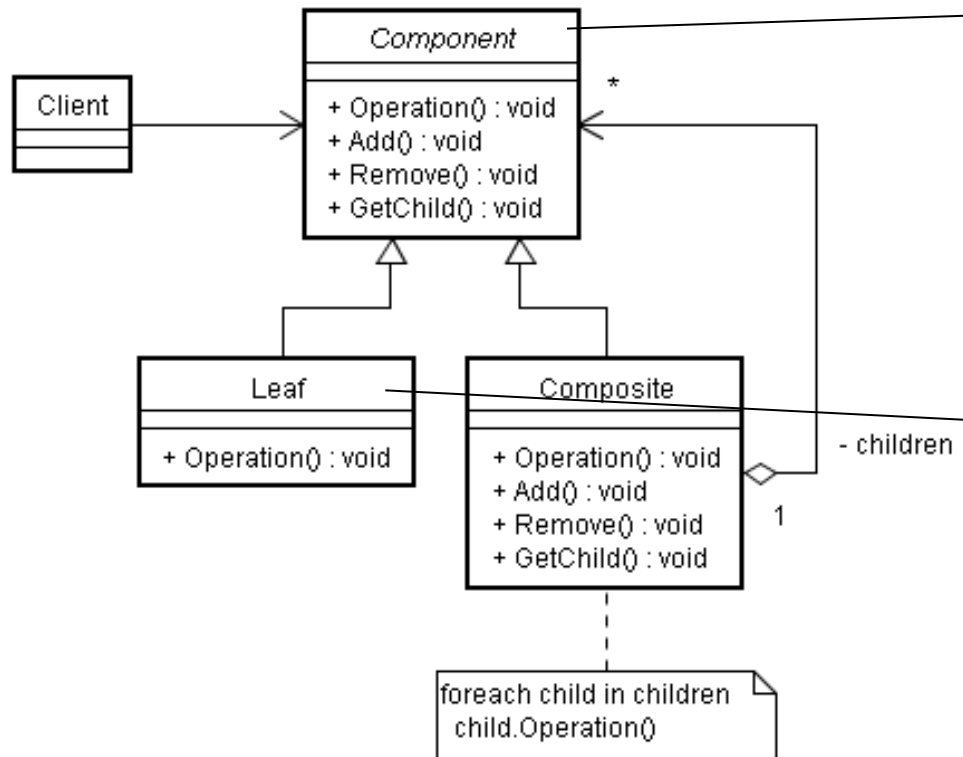 Component
*
Client
+ Operation() : void
+ Add() : void
+ Remove() : void
+ GetChild() : void
Leaf
+ Operation() : void
Composite
+ Operation() : void
+ Add() : void
+ Remove() : void
+ GetChild() : void
- children
1
foreach child in children
child.Operation()